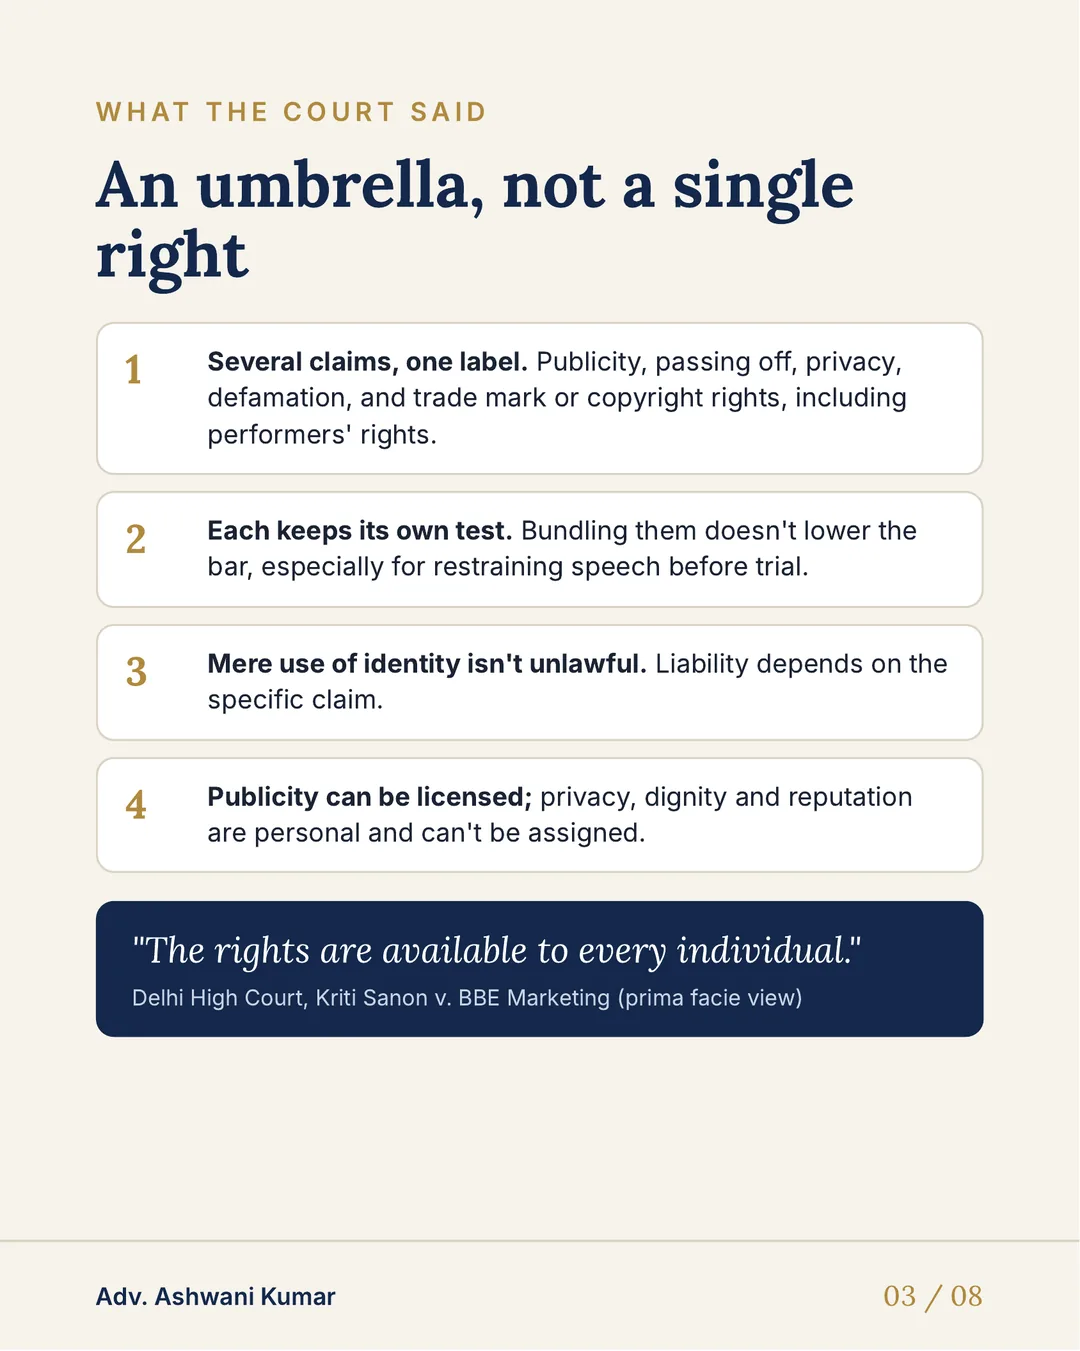 WHAT THE COURT SAID
An umbrella, not a single
right
1
Several claims, one label. Publicity, passing off, privacy,
defamation, and trade mark or copyright rights, including
performers' rights.
2
Each keeps its own test. Bundling them doesn't lower the
bar, especially for restraining speech before trial.
3
Mere use of identity isn't unlawful. Liability depends on the
specific claim.
4
Publicity can be licensed; privacy, dignity and reputation
are personal and can't be assigned.
"The rights are available to every individual."
Delhi High Court, Kriti Sanon v. BBE Marketing (prima facie view)
Adv. Ashwani Kumar
03 / 08